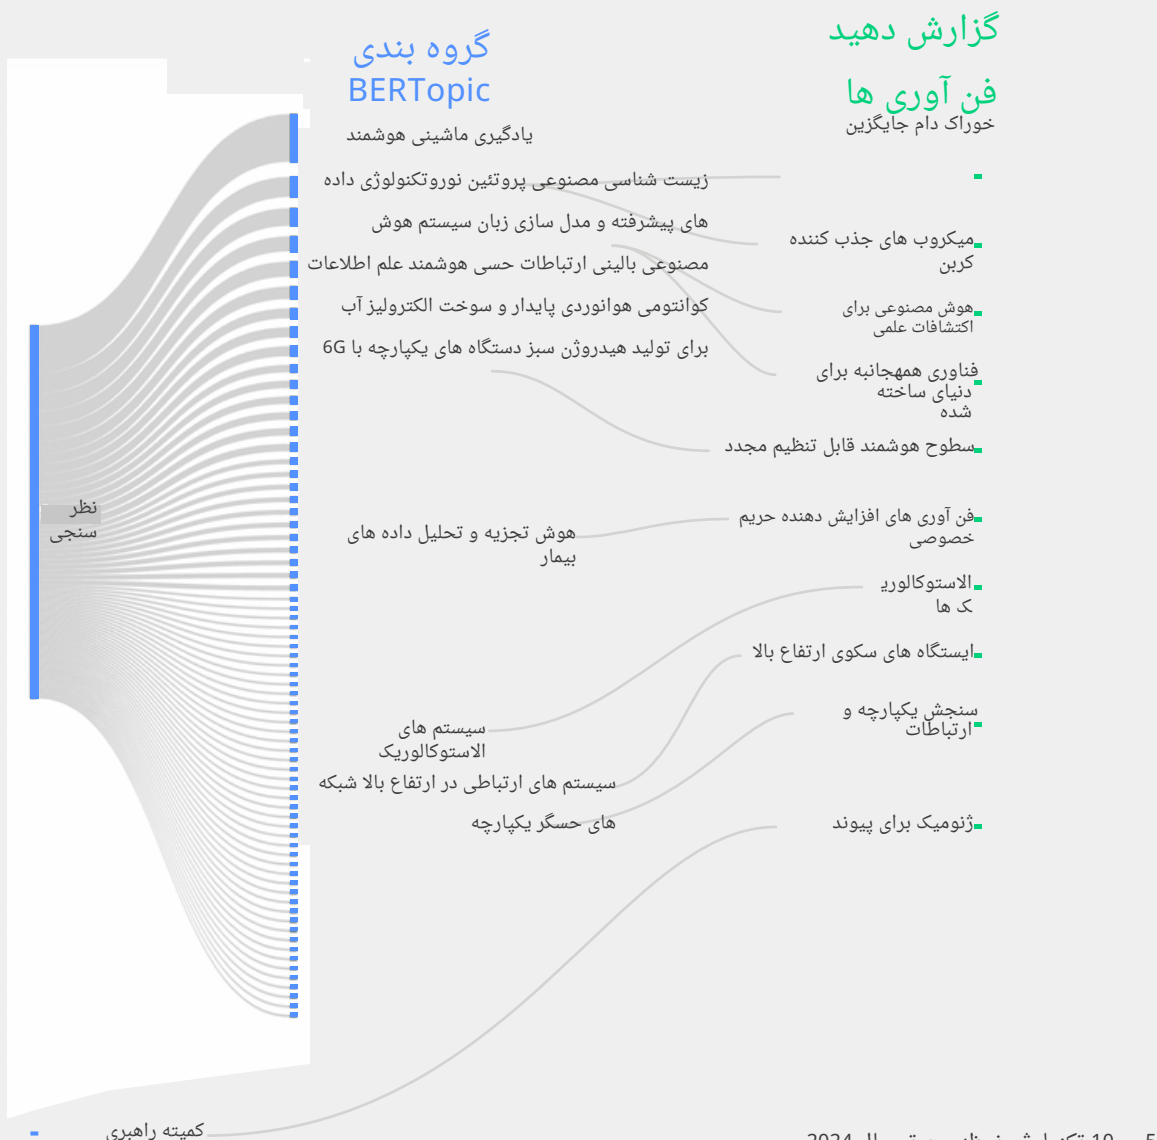 گزارش دهید
فن آوری ها
گروه بندی
BERTopic
خوراک دام جایگزین
یادگیری ماشینی هوشمند
زیست شناسی مصنوعی پروتئین نوروتکنولوژی داده
های پیشرفته و مدل سازی زبان سیستم هوش
مصنوعی بالینی ارتباطات حسی هوشمند علم اطلاعات
کوانتومی هوانوردی پایدار و سوخت الکترولیز آب
برای تولید هیدروژن سبز دستگاه های یکپارچه با 6G
میکروب های جذب کننده
کربن
هوش مصنوعی برای
اکتشافات علمی
فناوری همهجانبه برای
دنیای ساخته
شده
سطوح هوشمند قابل تنظیم مجدد
نظر
سنجی
هوش تجزیه و تحلیل داده های
بیمار
فن آوری های افزایش دهنده حریم
خصوصی
الاستوکالوری
ک ها
ایستگاه های سکوی ارتفاع بالا
سنجش یکپارچه و
ارتباطات
سیستم های
الاستوکالوریک
سیستم های ارتباطی در ارتفاع بالا شبکه
های حسگر یکپارچه
ژنومیک برای پیوند
کمیته راهبری